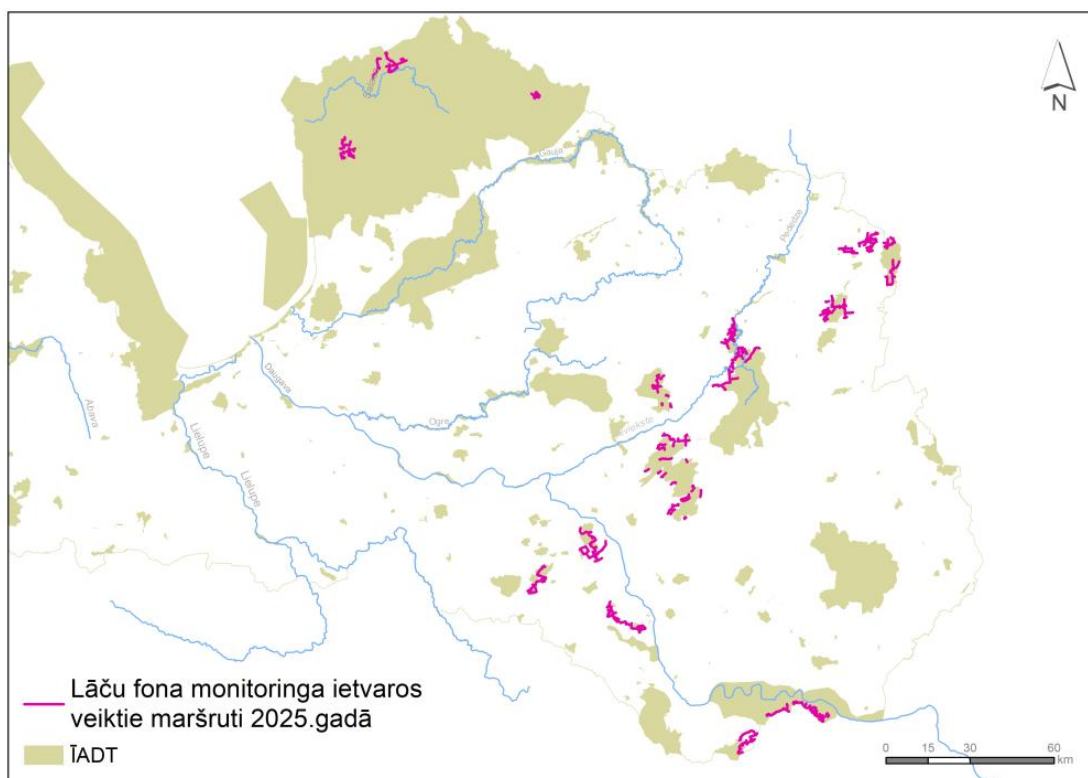 N
Gauja
Pededze
Daugava
Abava
Lielupe
Lielupe
Ogre
Aiviekste
Lāču fona monitoringa ietvaros
veiktie maršruti 2025.gadā
ĪADT
0 15 30 60
km